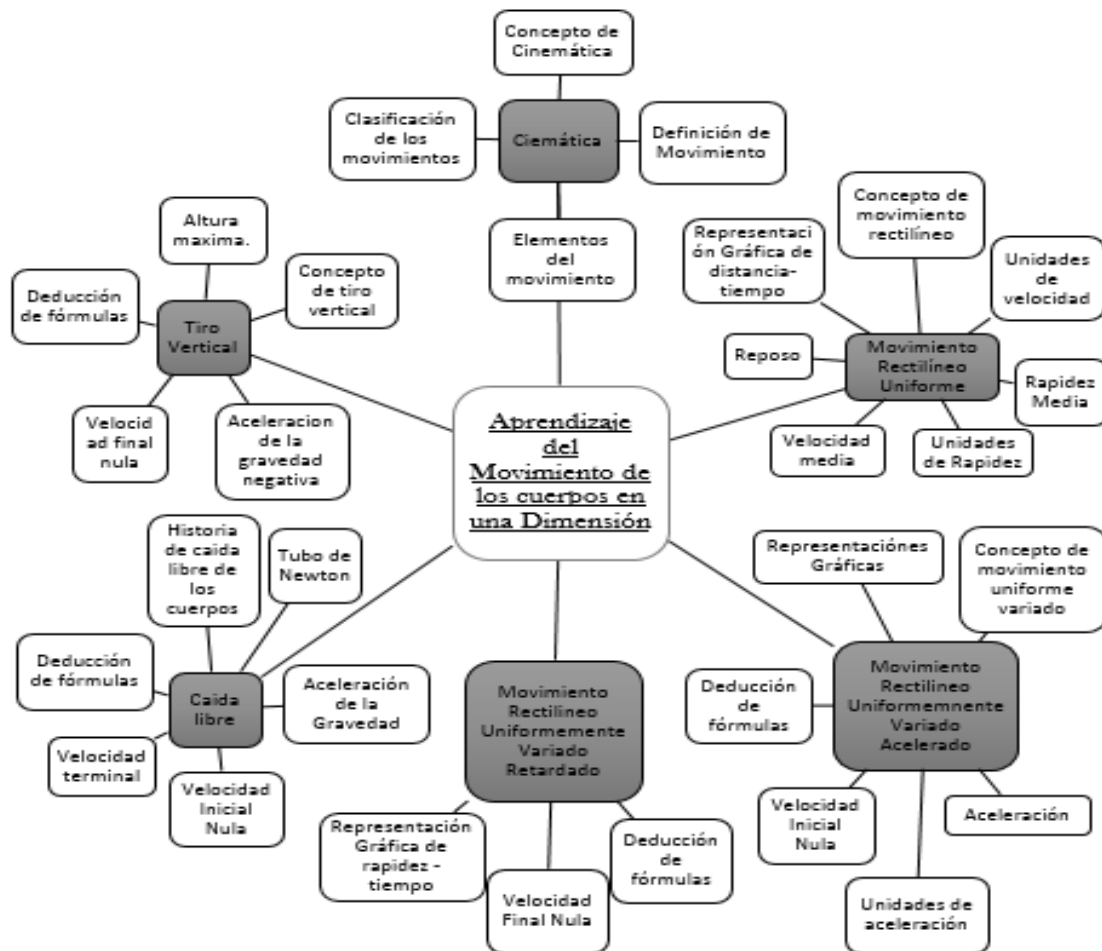 Concepto de
Cinemática
Clasificación
de los
movimientos
Ciemática
Definición de
Movimiento
Elementos
del
movimiento
Altura
maxima.
Deducción
de fórmulas
Concepto
de tiro
vertical
Tiro
Vertical
Velocid
ad final
nula
Aceleracion
de la
gravedad
negativa
Representaci
ón Gráfica de
distancia-
tiempo
Concepto de
movimiento
rectilíneo
Unidades
de
velocidad
Reposo
Movimiento
Rectilíneo
Uniforme
Rapidez
Media
Velocidad
media
Unidades
de Rapidez
Aprendizaje
del
Movimiento de
los cuerpos en
una Dimensión
Historia
de caida
libre de
los
cuerpos
Tubo de
Newton
Deducción
de fórmulas
Caida
libre
Aceleración
de la
Gravedad
Velocidad
terminal
Velocidad
Inicial
Nula
Movimiento
Rectilineo
Uniformemente
Variado
Retardado
Representación
Gráfica de
rapidez -
tiempo
Velocidad
Final Nula
Deducción
de
fórmulas
Representaciónes
Gráficas
Concepto de
movimiento
uniforme
variado
Deducción
de
fórmulas
Movimiento
Rectilineo
Uniformemnente
Variado
Acelerado
Velocidad
Inicial
Nula
Aceleración
Unidades de
aceleración